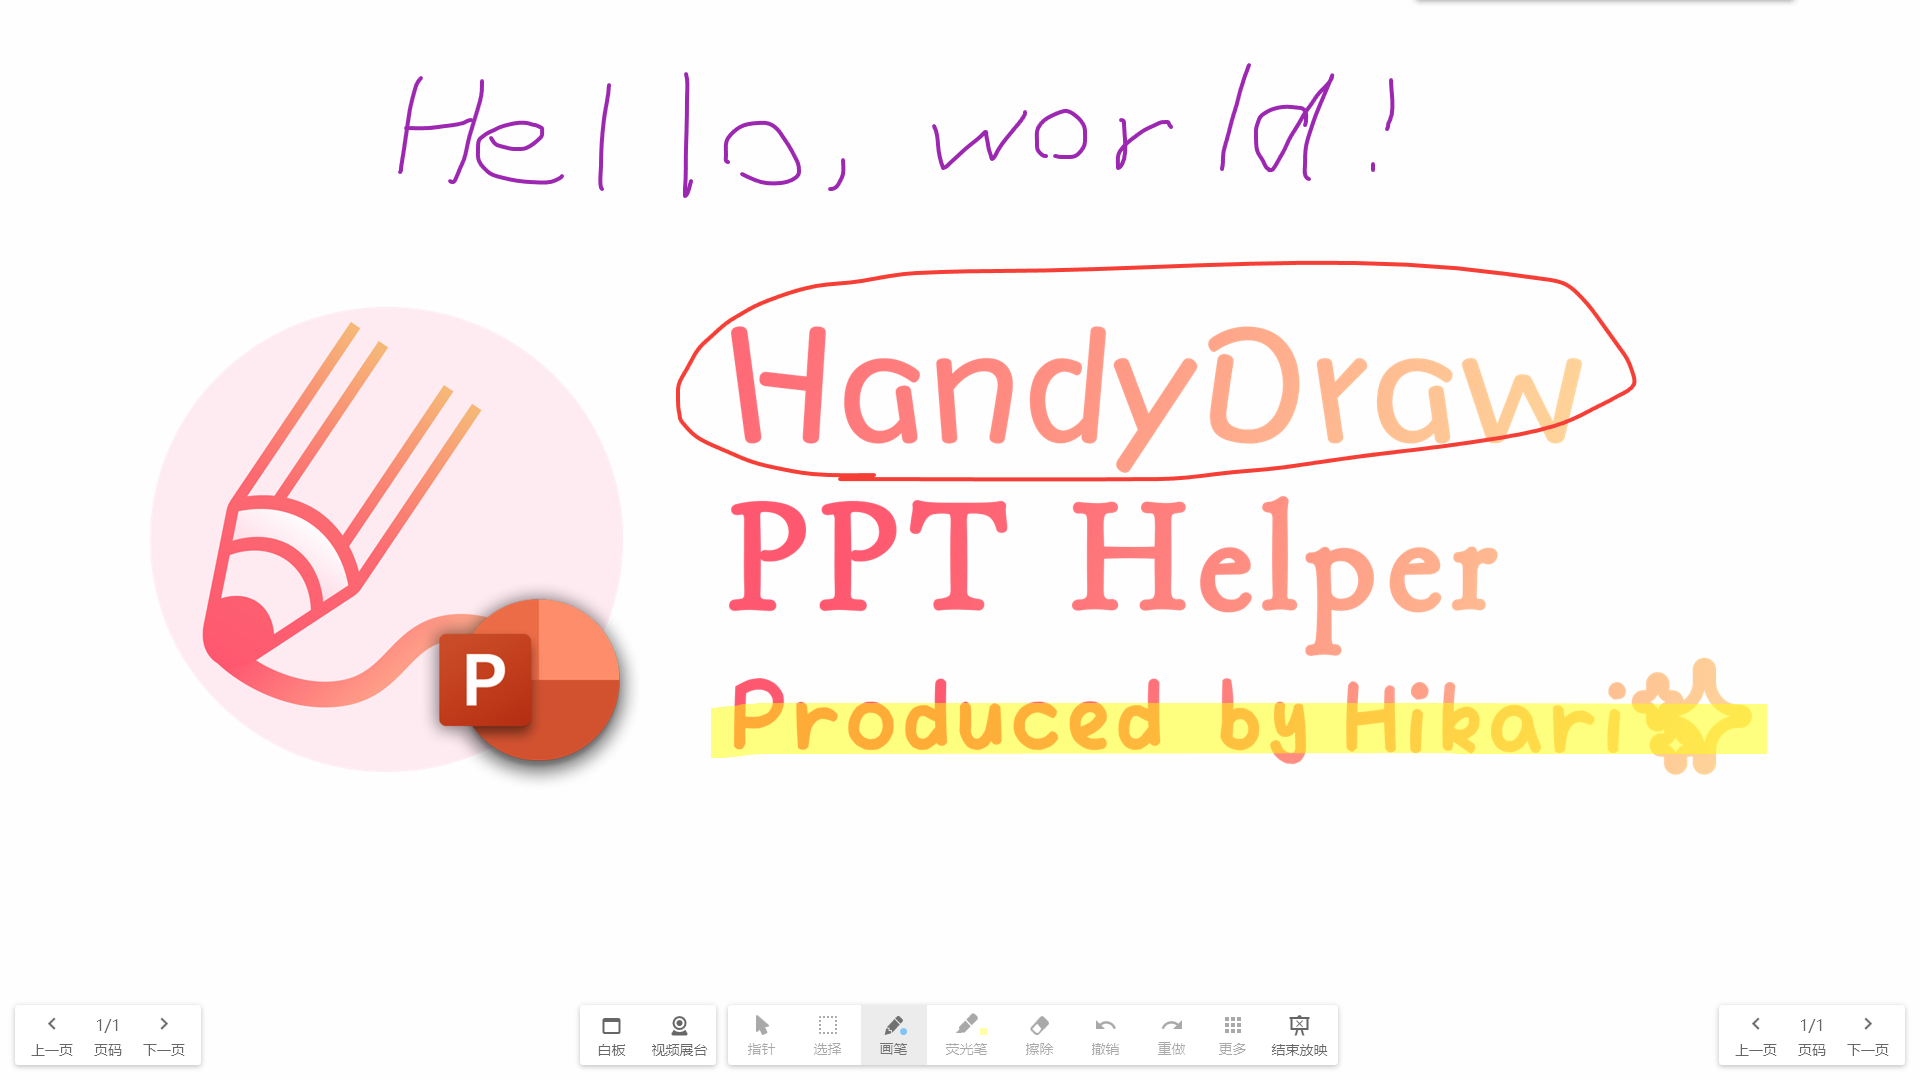 Hello, world!
HandyDraw
PPT Helper
Produced by Hikari
P
1/1
上一页 页码 下一页
白板 视频展台 指针 选择 画笔 荧光笔 擦除 撤销 重做 更多 结束放映
1/1
上一页 页码 下一页